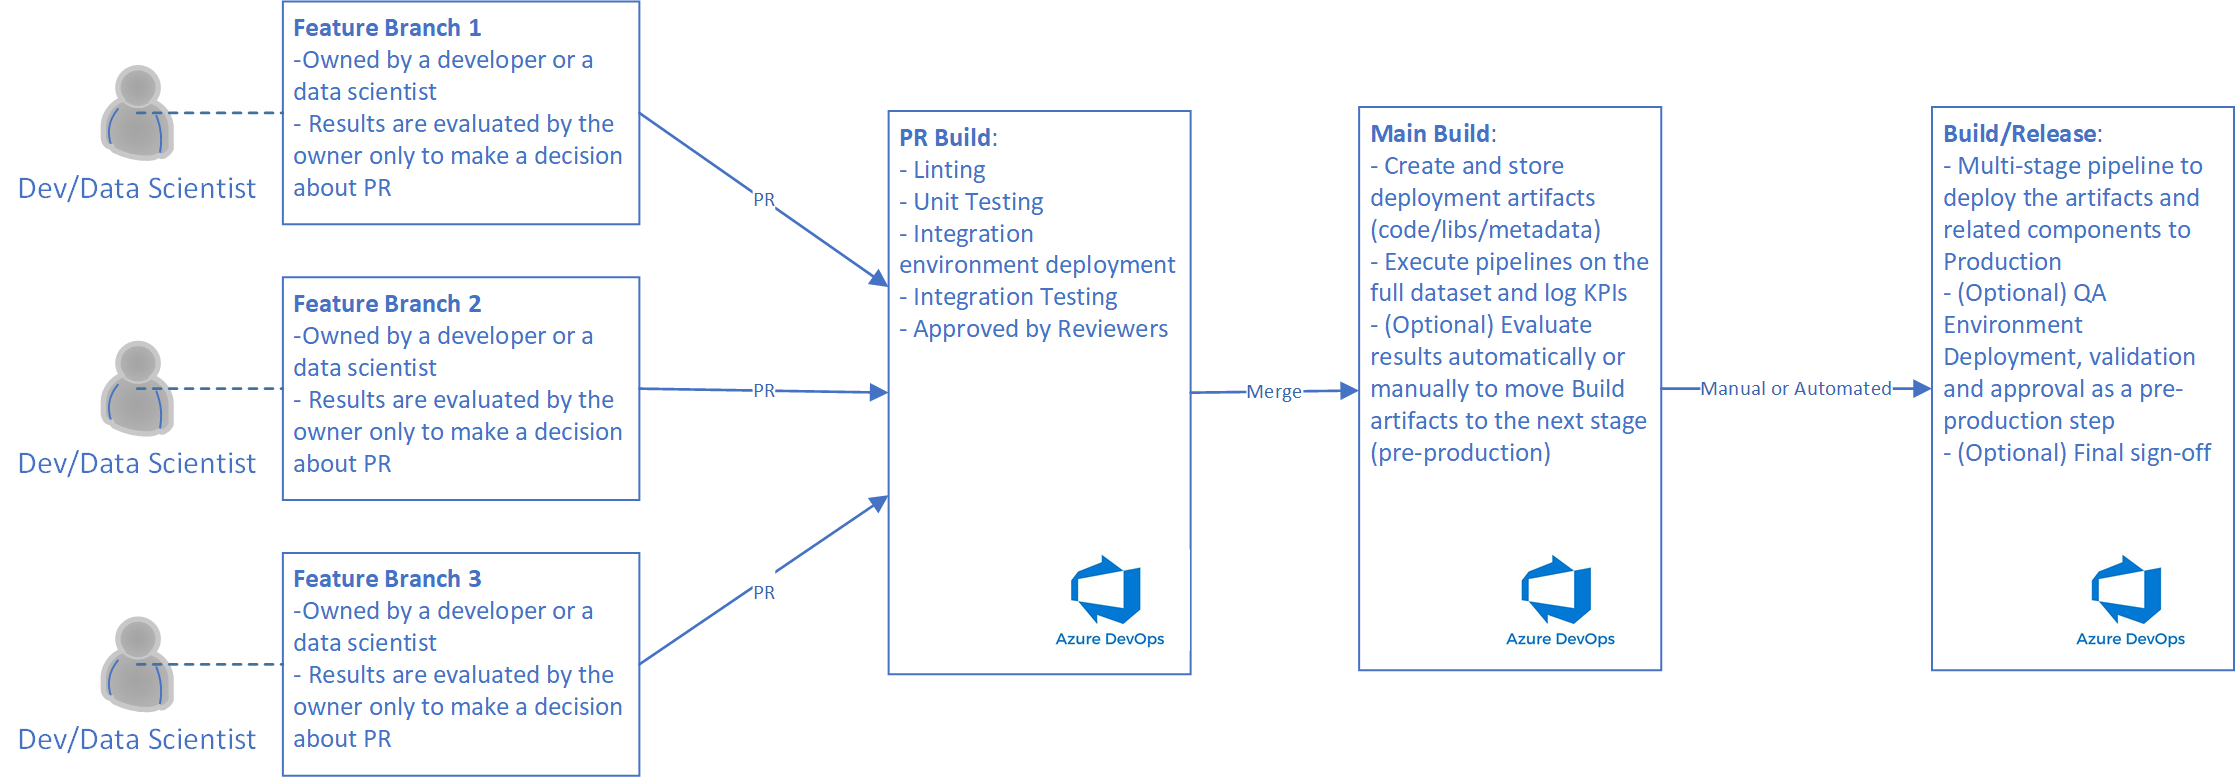 Feature Branch 1
-Owned by a developer or a
data scientist
- Results are evaluated by the
owner only to make a decision
about PR
Dev/Data Scientist
Feature Branch 2
-Owned by a developer or a
data scientist
- Results are evaluated by the
owner only to make a decision
about PR
Dev/Data Scientist
Feature Branch 3
-Owned by a developer or a
data scientist
- Results are evaluated by the
owner only to make a decision
about PR
Dev/Data Scientist
PR
PR
PR
PR Build:
- Linting
- Unit Testing
- Integration
environment deployment
- Integration Testing
- Approved by Reviewers
Azure DevOps
Merge
Main Build:
- Create and store
deployment artifacts
(code/libs/metadata)
- Execute pipelines on the
full dataset and log KPIs
- (Optional) Evaluate
results automatically or
manually to move Build
artifacts to the next stage
(pre-production)
Azure DevOps
Manual or Automated
Build/Release:
- Multi-stage pipeline to
deploy the artifacts and
related components to
Production
- (Optional) QA
Environment
Deployment, validation
and approval as a pre-
production step
- (Optional) Final sign-off
Azure DevOps